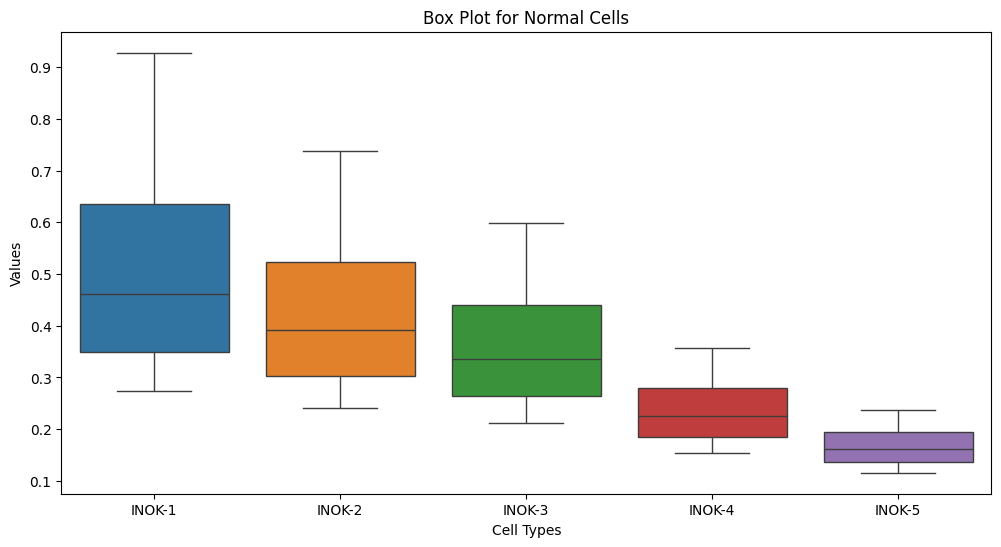 Box Plot for Normal Cells
Values
0.9
0.8
0.7
0.6
0.5
0.4
0.3
0.2
0.1
INOK-1 INOK-2 INOK-3 INOK-4 INOK-5
Cell Types